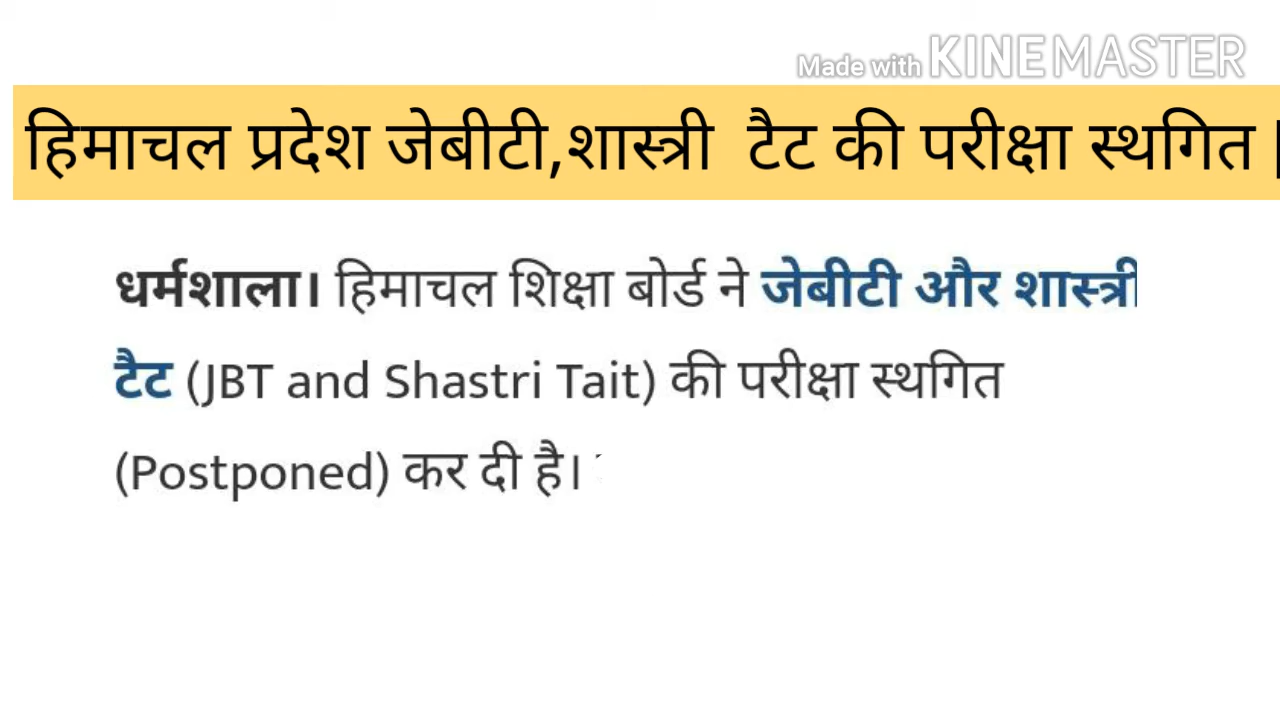 Made with KINEMASTER
हिमाचल प्रदेश जेबीटी,शास्त्री टैट की परीक्षा स्थगित |
धर्मशाला। हिमाचल शिक्षा बोर्ड ने जेबीटी और शास्त्री
टैट (JBT and Shastri Tait) की परीक्षा स्थगित
(Postponed) कर दी है।